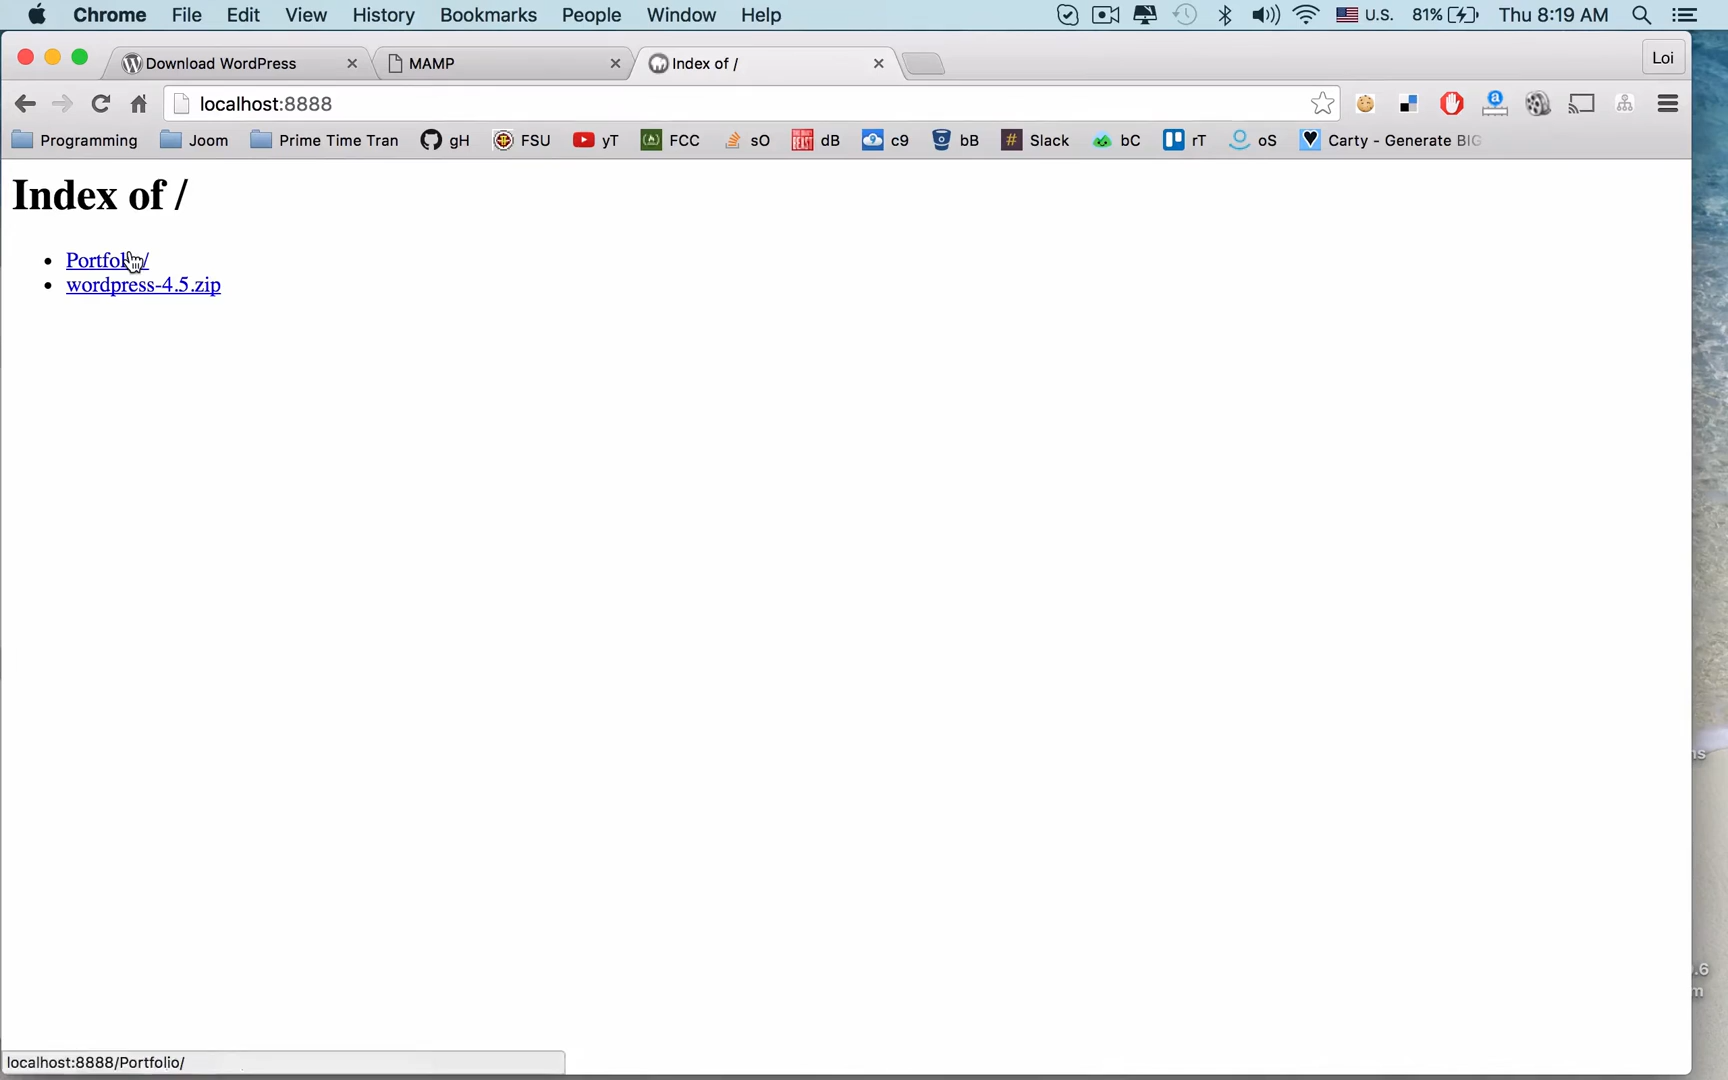 Chrome File Edit View History Bookmarks People Window Help U.S. 81% Thu 8:19 AM
Download WordPress MAMP Index of / Loi
localhost:8888
Programming Joom Prime Time Tran gH FSU yT FCC sO dB c9 bB Slack bC rT oS Carty - Generate BIG
Index of /
Portfolio/
wordpress-4.5.zip
localhost:8888/Portfolio/